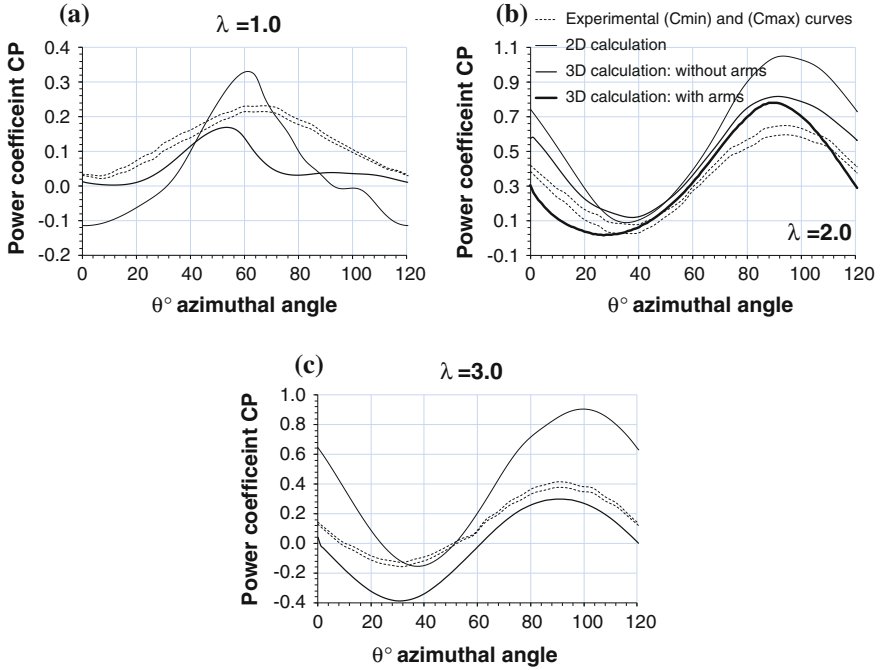 (a)
λ =1.0
Power coefficeint CP
0.4
0.3
0.2
0.1
0.0
-0.1
-0.2
0 20 40 60 80 100 120
θ° azimuthal angle
(b)
Experimental (Cmin) and (Cmax) curves
2D calculation
3D calculation: without arms
3D calculation: with arms
Power coefficeint CP
1.1
0.9
0.7
0.5
0.3
0.1
-0.1
λ =2.0
0 20 40 60 80 100 120
θ° azimuthal angle
(c)
λ =3.0
Power coefficeint CP
1.0
0.8
0.6
0.4
0.2
0.0
-0.2
-0.4
0 20 40 60 80 100 120
θ° azimuthal angle